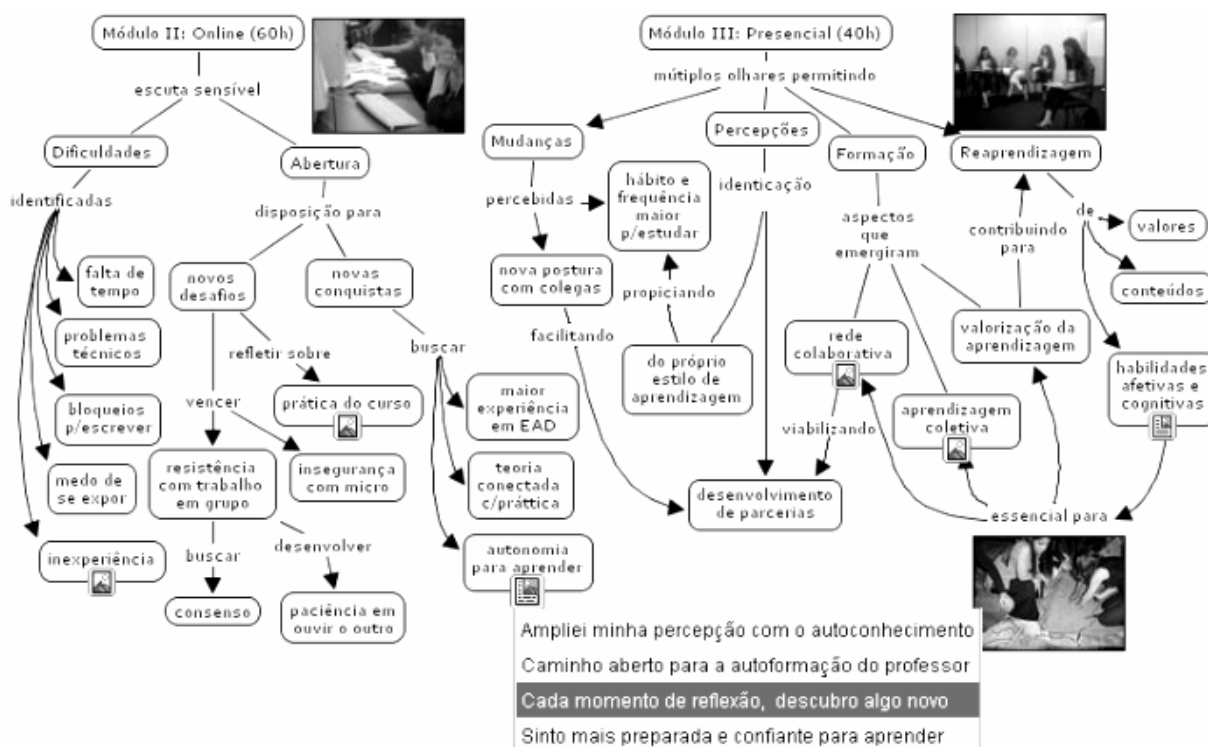 Módulo II: Online (60h)
escuta sensível
Dificuldades
Abertura
identificadas
disposição para
falta de
tempo
problemas
técnicos
bloqueios
p/escrever
medo de
se expor
inexperiência
novos
desafios
novas
conquistas
refletir sobre
vencer
prática do curso
resistência
com trabalho
em grupo
insegurança
com micro
buscar
desenvolver
consenso
paciência em
ouvir o outro
buscar
maior
experiência
em EAD
teoria
conectada
c/práttica
autonomia
para aprender
Ampliei minha percepção com o autoconhecimento
Caminho aberto para a autoformação do professor
Cada momento de reflexão, descubro algo novo
Sinto mais preparada e confiante para aprender
Módulo III: Presencial (40h)
mútiplos olhares permitindo
Mudanças
Percepções
Formação
Reaprendizagem
percebidas
hábito e
frequência
maior
p/estudar
identicação
aspectos
que
emergiram
contribuindo
para
de
valores
conteúdos
nova postura
com colegas
propiciando
facilitando
do próprio
estilo de
aprendizagem
rede
colaborativa
valorização da
aprendizagem
habilidades
afetivas e
cognitivas
viabilizando
aprendizagem
coletiva
desenvolvimento
de parcerias
essencial para